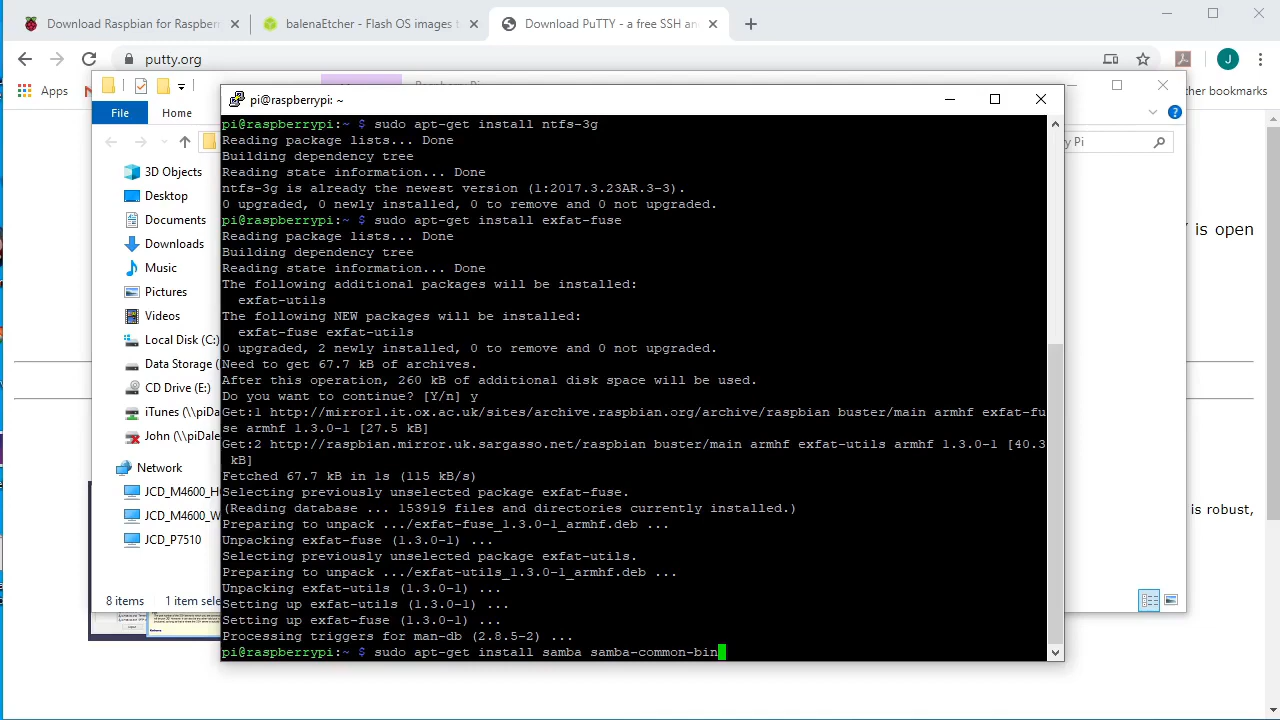 Download Raspbian for Raspber
balenaEtcher - Flash OS images t
Download PuTTY - a free SSH an
putty.org
J
Apps
her bookmarks
pi@raspberrypi: ~
File
Home
y Pi
3D Objects
Desktop
Documents
Downloads
Music
Pictures
Videos
Local Disk (C:)
Data Storage (
CD Drive (E:)
iTunes (\\piDale
John (\\piDale
Network
JCD_M4600_H
JCD_M4600_W
JCD_P7510
8 items
1 item sele
pi@raspberrypi:~ $ sudo apt-get install ntfs-3g
Reading package lists... Done
Building dependency tree
Reading state information... Done
ntfs-3g is already the newest version (1:2017.3.23AR.3-3).
0 upgraded, 0 newly installed, 0 to remove and 0 not upgraded.
pi@raspberrypi:~ $ sudo apt-get install exfat-fuse
Reading package lists... Done
Building dependency tree
Reading state information... Done
The following additional packages will be installed:
exfat-utils
The following NEW packages will be installed:
exfat-fuse exfat-utils
0 upgraded, 2 newly installed, 0 to remove and 0 not upgraded.
Need to get 67.7 kB of archives.
After this operation, 260 kB of additional disk space will be used.
Do you want to continue? [Y/n] y
Get:1 http://mirror1.hs.ox.ac.uk/sites/archive.raspbian.org/archive/raspbian buster/main armhf exfat-fu
se armhf 1.3.0-1 [27.5 kB]
Get:2 http://raspbian.mirror.uk.sargasso.net/raspbian buster/main armhf exfat-utils armhf 1.3.0-1 [40.3
kB]
Fetched 67.7 kB in 1s (115 kB/s)
Selecting previously unselected package exfat-fuse.
(Reading database ... 153919 files and directories currently installed.)
Preparing to unpack .../exfat-fuse_1.3.0-1_armhf.deb ...
Unpacking exfat-fuse (1.3.0-1) ...
Selecting previously unselected package exfat-utils.
Preparing to unpack .../exfat-utils_1.3.0-1_armhf.deb ...
Unpacking exfat-utils (1.3.0-1) ...
Setting up exfat-utils (1.3.0-1) ...
Setting up exfat-fuse (1.3.0-1) ...
Processing triggers for man-db (2.8.5-2) ...
pi@raspberrypi:~ $ sudo apt-get install samba samba-common-bin
is open
is robust,